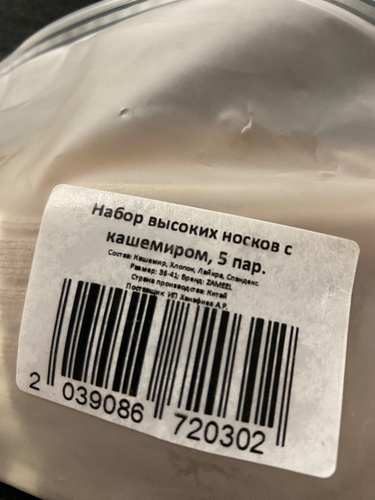 Набор высоких носков с
кашемиром, 5 пар.
Состав: Кашемир, Хлопок, Лайкра, Спандекс.
Размер: 36-41; Бренд: ZAMEEL
Страна производства: Китай
Поставщик: ИП Ханафиев А.Р.
2 039086 720302